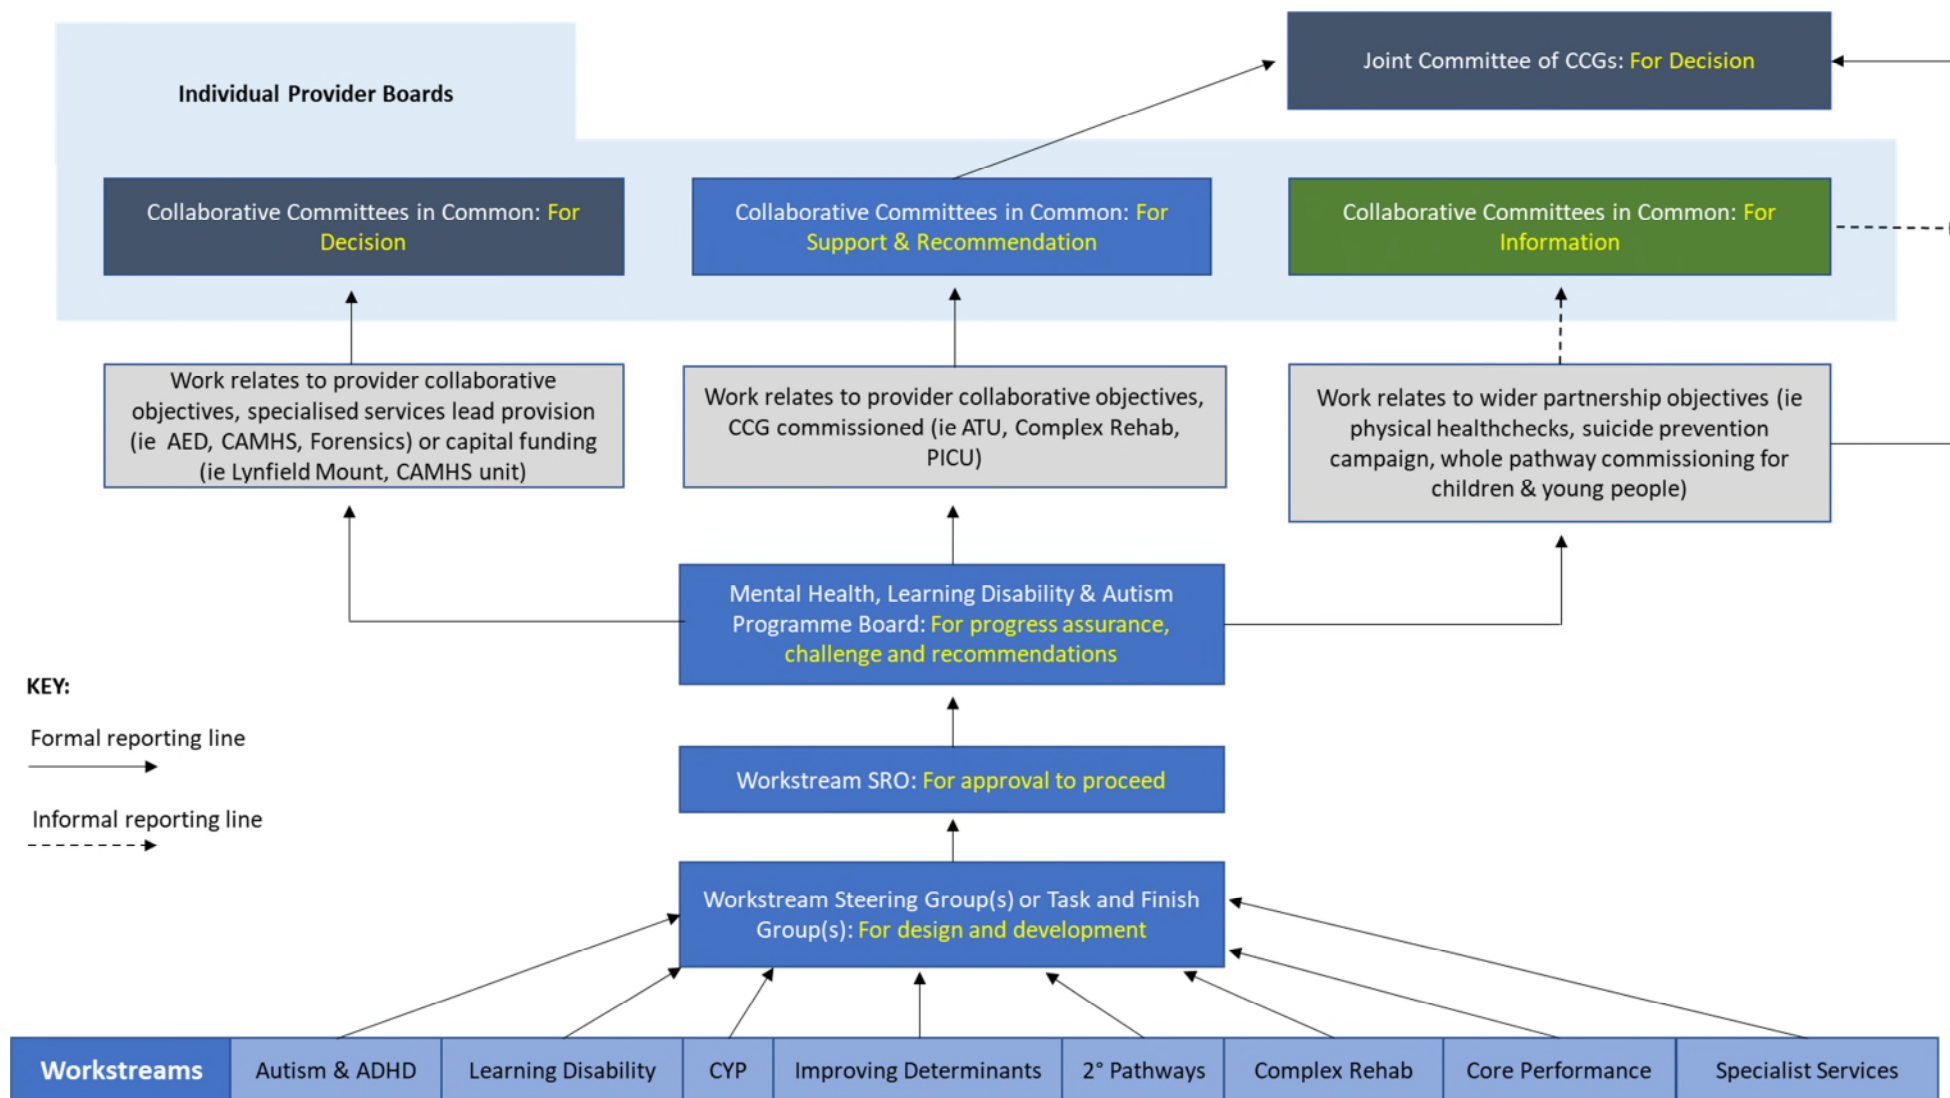 Joint Committee of CCGs: For Decision
Individual Provider Boards
Collaborative Committees in Common: For
Decision
Collaborative Committees in Common: For
Support & Recommendation
Collaborative Committees in Common: For
Information
Work relates to provider collaborative
objectives, specialised services lead provision
(ie AED, CAMHS, Forensics) or capital funding
(ie Lynfield Mount, CAMHS unit)
Work relates to provider collaborative objectives,
CCG commissioned (ie ATU, Complex Rehab,
PICU)
Work relates to wider partnership objectives (ie
physical healthchecks, suicide prevention
campaign, whole pathway commissioning for
children & young people)
Mental Health, Learning Disability & Autism
Programme Board: For progress assurance,
challenge and recommendations
KEY:
Formal reporting line
Informal reporting line
Workstream SRO: For approval to proceed
Workstream Steering Group(s) or Task and Finish
Group(s): For design and development
Workstreams
Autism & ADHD
Learning Disability
CYP
Improving Determinants
2° Pathways
Complex Rehab
Core Performance
Specialist Services